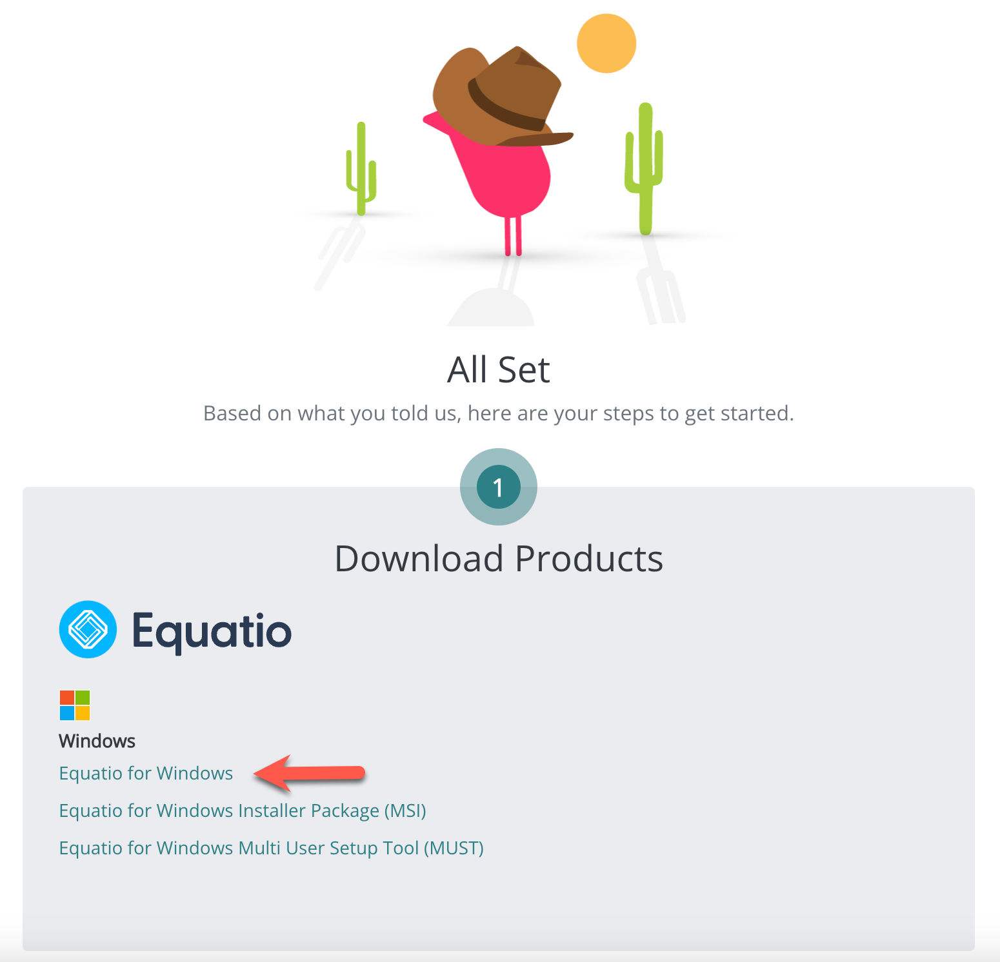 All Set
Based on what you told us, here are your steps to get started.
1
Download Products
Equatio
Windows
Equatio for Windows
Equatio for Windows Installer Package (MSI)
Equatio for Windows Multi User Setup Tool (MUST)